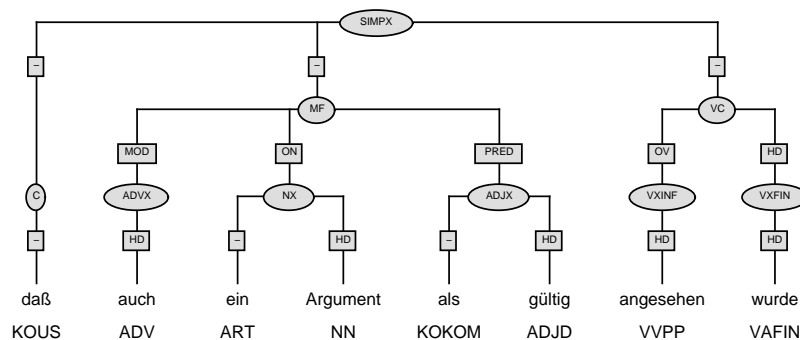 SIMPX
– – –
MF VC
MOD ON PRED OV HD
C ADVX NX ADJX VXINF VXFIN
– HD – HD – HD HD HD
daß auch ein Argument als gültig angesehen wurde
KOUS ADV ART NN KOKOM ADJD VVPP VAFIN